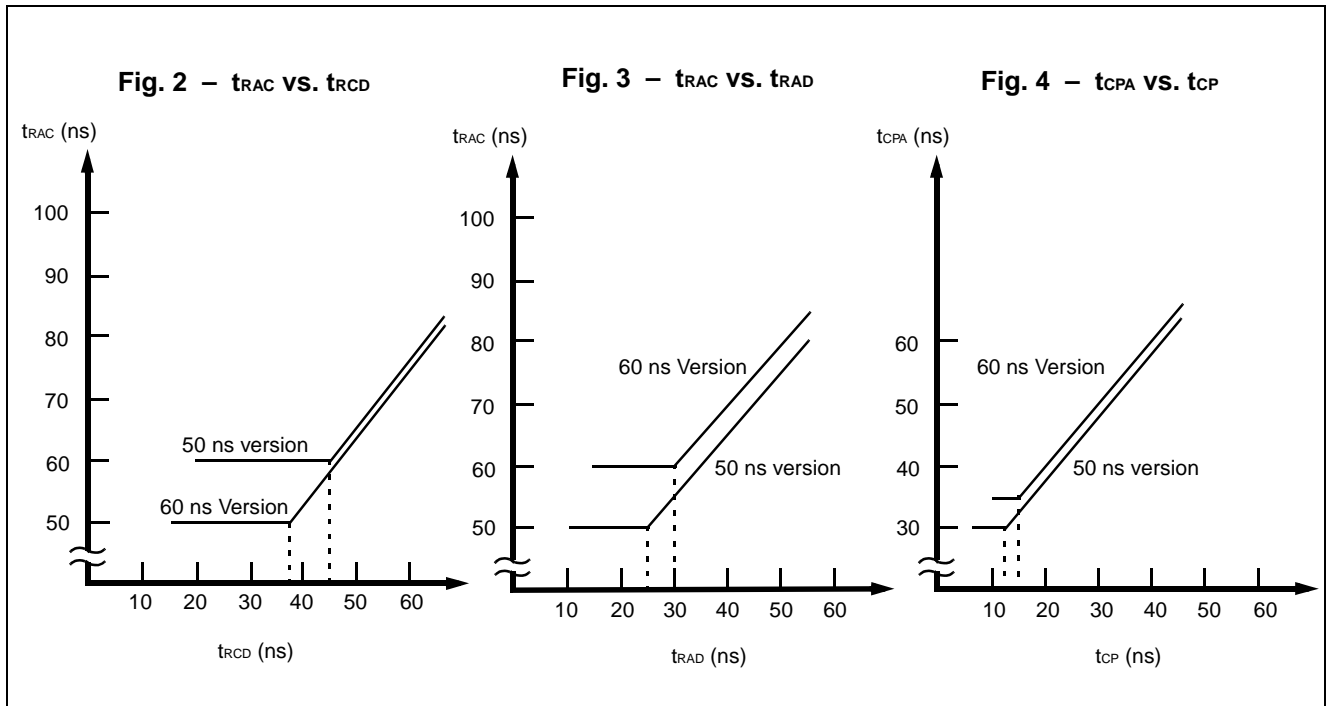 Fig. 2 – tRAC vs. tRCD
tRAC (ns)
100
90
80
70
60
50
50 ns version
60 ns Version
10 20 30 40 50 60
tRCD (ns)
Fig. 3 – tRAC vs. tRAD
tRAC (ns)
100
90
80
70
60
50
60 ns Version
50 ns version
10 20 30 40 50 60
tRAD (ns)
Fig. 4 – tCPA vs. tCP
tCPA (ns)
60
50
40
30
60 ns Version
50 ns version
10 20 30 40 50 60
tCP (ns)